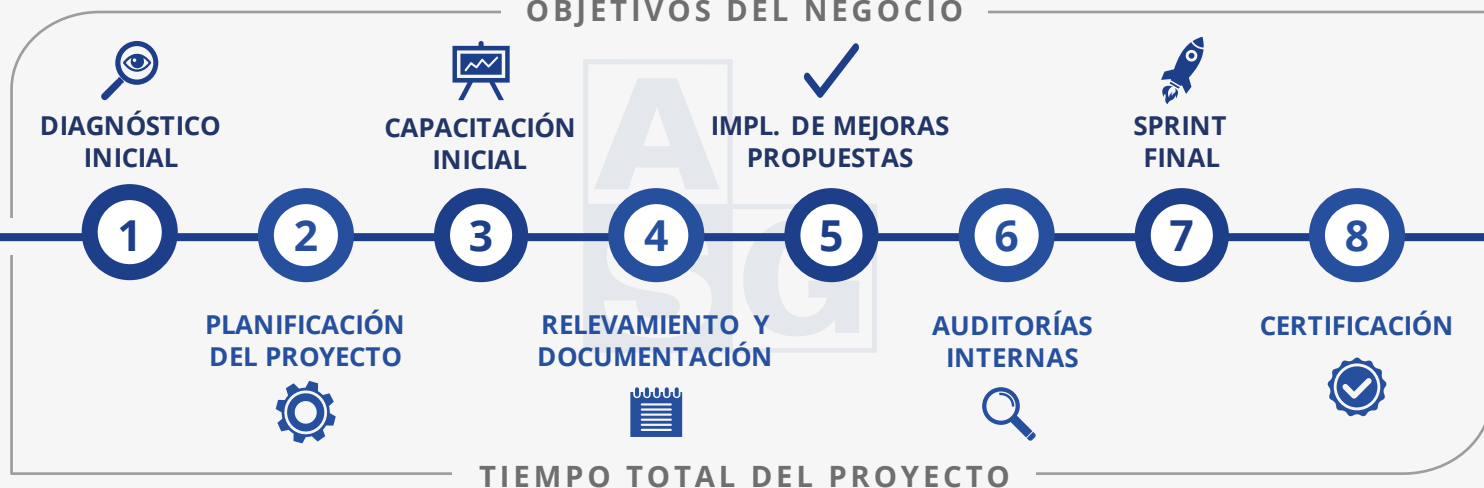 OBJETIVOS DEL NEGOCIO
DIAGNÓSTICO
INICIAL
CAPACITACIÓN
INICIAL
IMPL. DE MEJORAS
PROPUESTAS
SPRINT
FINAL
A
S G
1 2 3 4 5 6 7 8
PLANIFICACIÓN
DEL PROYECTO
RELEVAMIENTO Y
DOCUMENTACIÓN
AUDITORÍAS
INTERNAS
CERTIFICACIÓN
TIEMPO TOTAL DEL PROYECTO